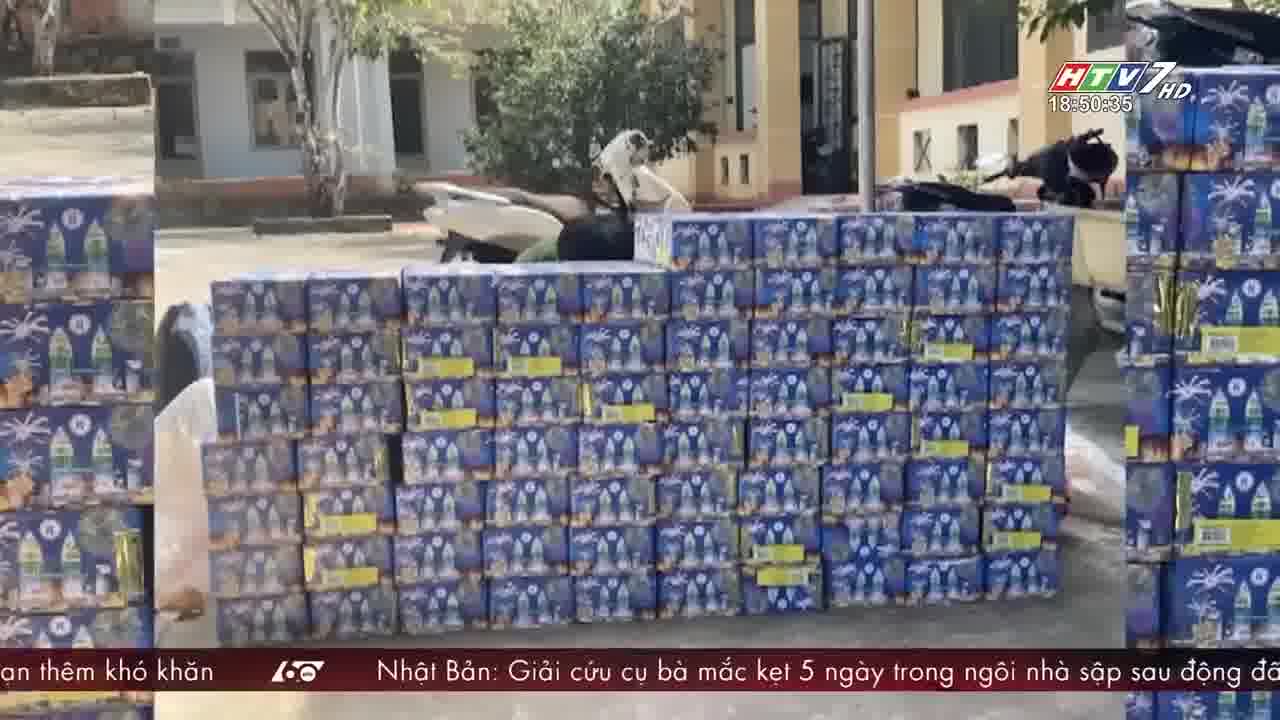 HTV7 HD
18:50:35
ạn thêm khó khăn 60 Nhật Bản: Giải cứu cụ bà mắc kẹt 5 ngày trong ngôi nhà sập sau động đấ